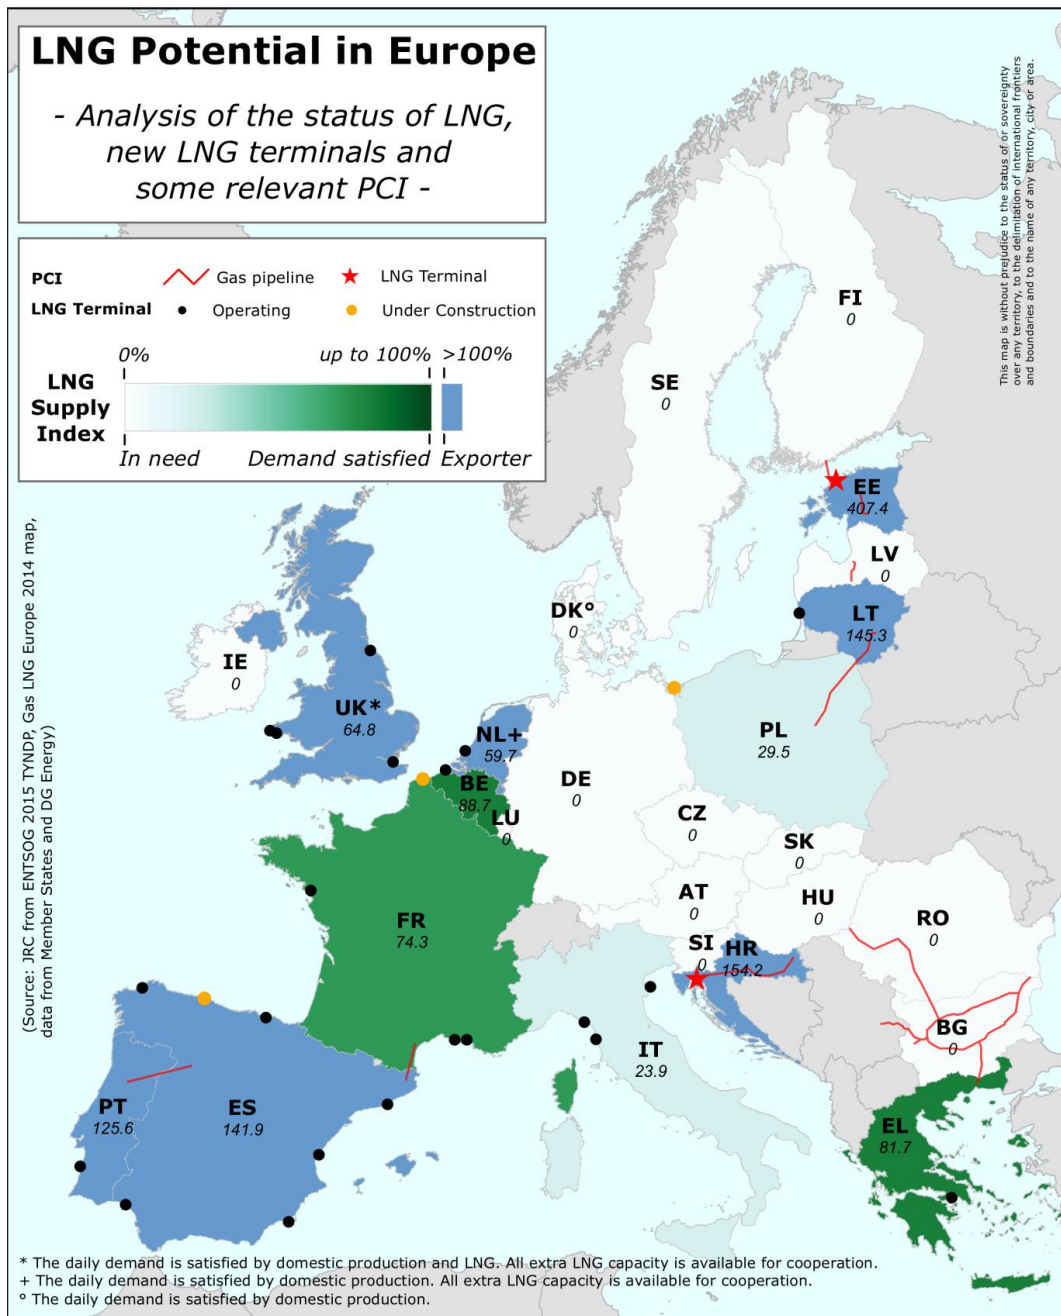 LNG Potential in Europe
- Analysis of the status of LNG,
new LNG terminals and
some relevant PCI -
PCI
Gas pipeline
LNG Terminal
LNG Terminal
Operating
Under Construction
0%
up to 100%
>100%
LNG
Supply
Index
In need
Demand satisfied
Exporter
This map is without prejudice to the status of or sovereignty
over any territory, to the delimitation of international frontiers
and boundaries and to the name of any territory, city or area.
(Source: JRC from ENTSOG 2015 TYNDP, Gas LNG Europe 2014 map,
data from Member States and DG Energy)
FI
0
SE
0
EE
407.4
LV
0
DK°
0
LT
145.3
IE
0
UK*
64.8
NL+
59.7
PL
29.5
BE
88.7
DE
0
LU
0
CZ
0
SK
0
AT
0
HU
0
RO
0
FR
74.3
SI
0
HR
154.2
BG
0
IT
23.9
PT
125.6
ES
141.9
EL
81.7
* The daily demand is satisfied by domestic production and LNG. All extra LNG capacity is available for cooperation.
+ The daily demand is satisfied by domestic production. All extra LNG capacity is available for cooperation.
° The daily demand is satisfied by domestic production.